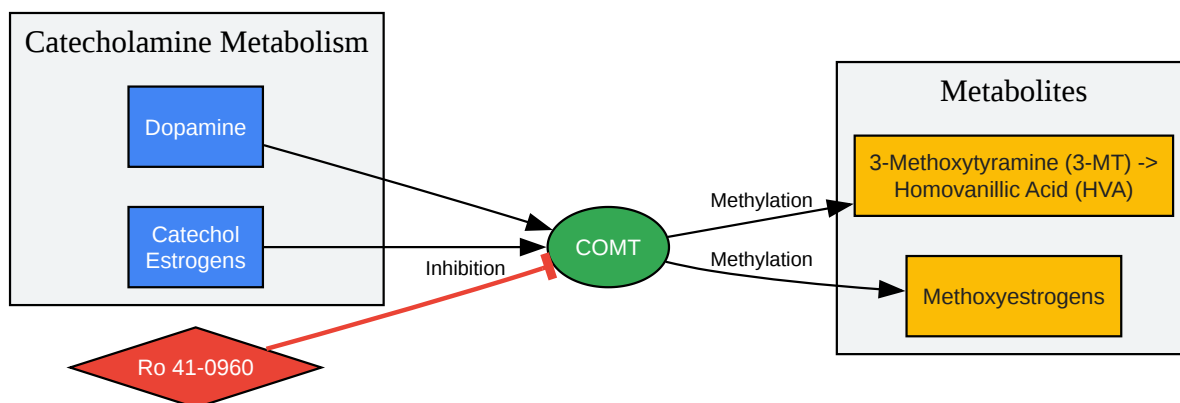 Catecholamine Metabolism
Dopamine
Catechol
Estrogens
Ro 41-0960
Inhibition
COMT
Methylation
Methylation
Metabolites
3-Methoxytyramine (3-MT) ->
Homovanillic Acid (HVA)
Methoxyestrogens